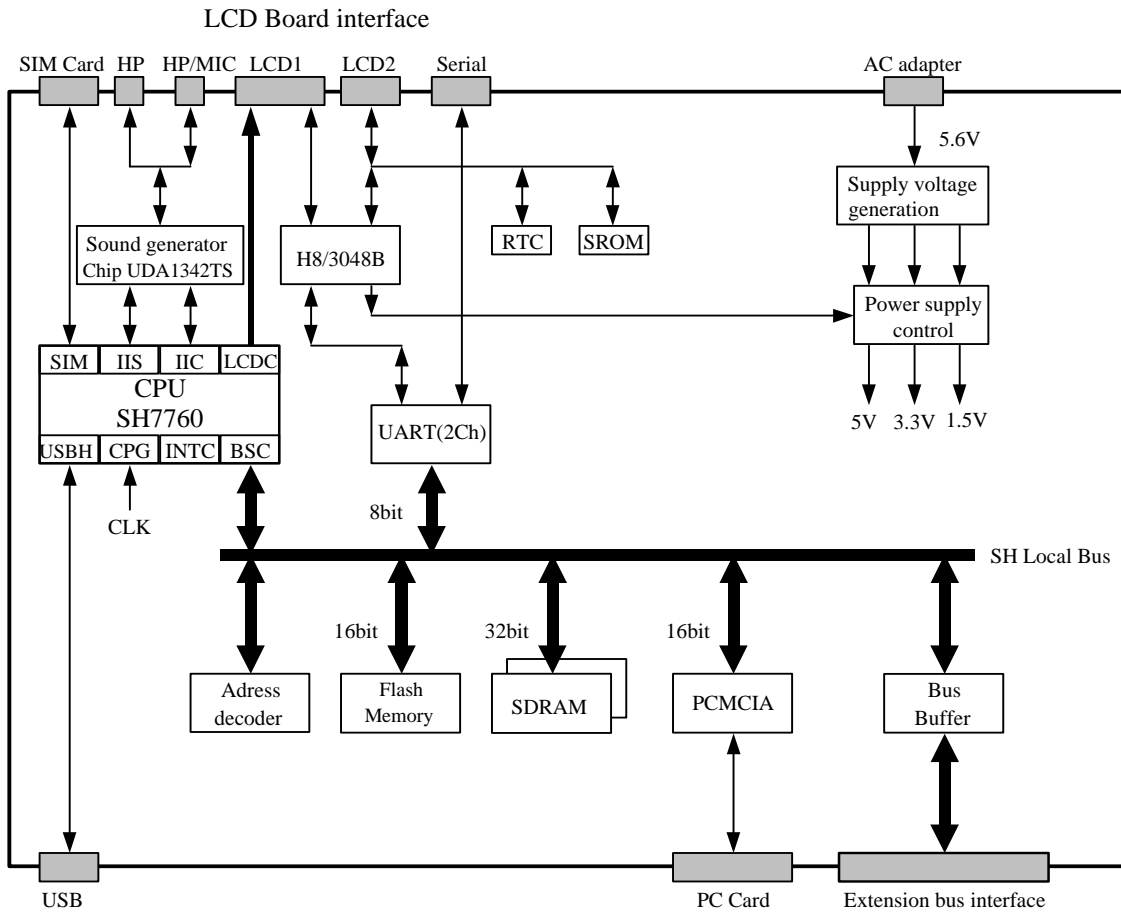 LCD Board interface
SIM Card HP HP/MIC LCD1 LCD2 Serial AC adapter
5.6V
Supply voltage
generation
Sound generator
Chip UDA1342TS
H8/3048B
RTC
SROM
Power supply
control
SIM IIS IIC LCDC
CPU
SH7760
USBH CPG INTC BSC
5V 3.3V 1.5V
UART(2Ch)
CLK
8bit
SH Local Bus
16bit 32bit 16bit
Adress
decoder
Flash
Memory
SDRAM
PCMCIA
Bus
Buffer
USB PC Card Extension bus interface